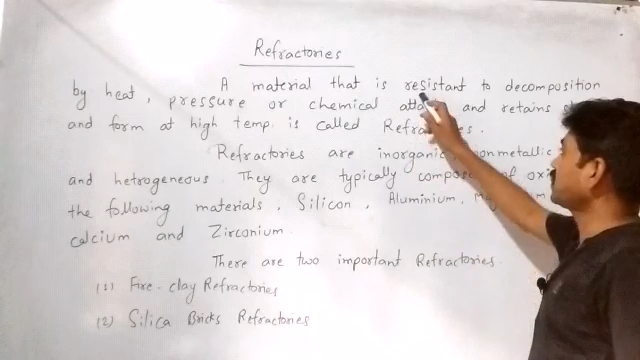 Refractories
A material that is resistant to decomposition
by heat, pressure or chemical and retains
and form at high temp. is called
Refractories are inorganic, nonmetallic
and hetrogeneous. They are typically of
the following materials. Silicon, Aluminium,
calcium and Zirconium.
There are two important Refractories.
(1) Fire-clay Refractories
(2) Silica Bricks Refractories